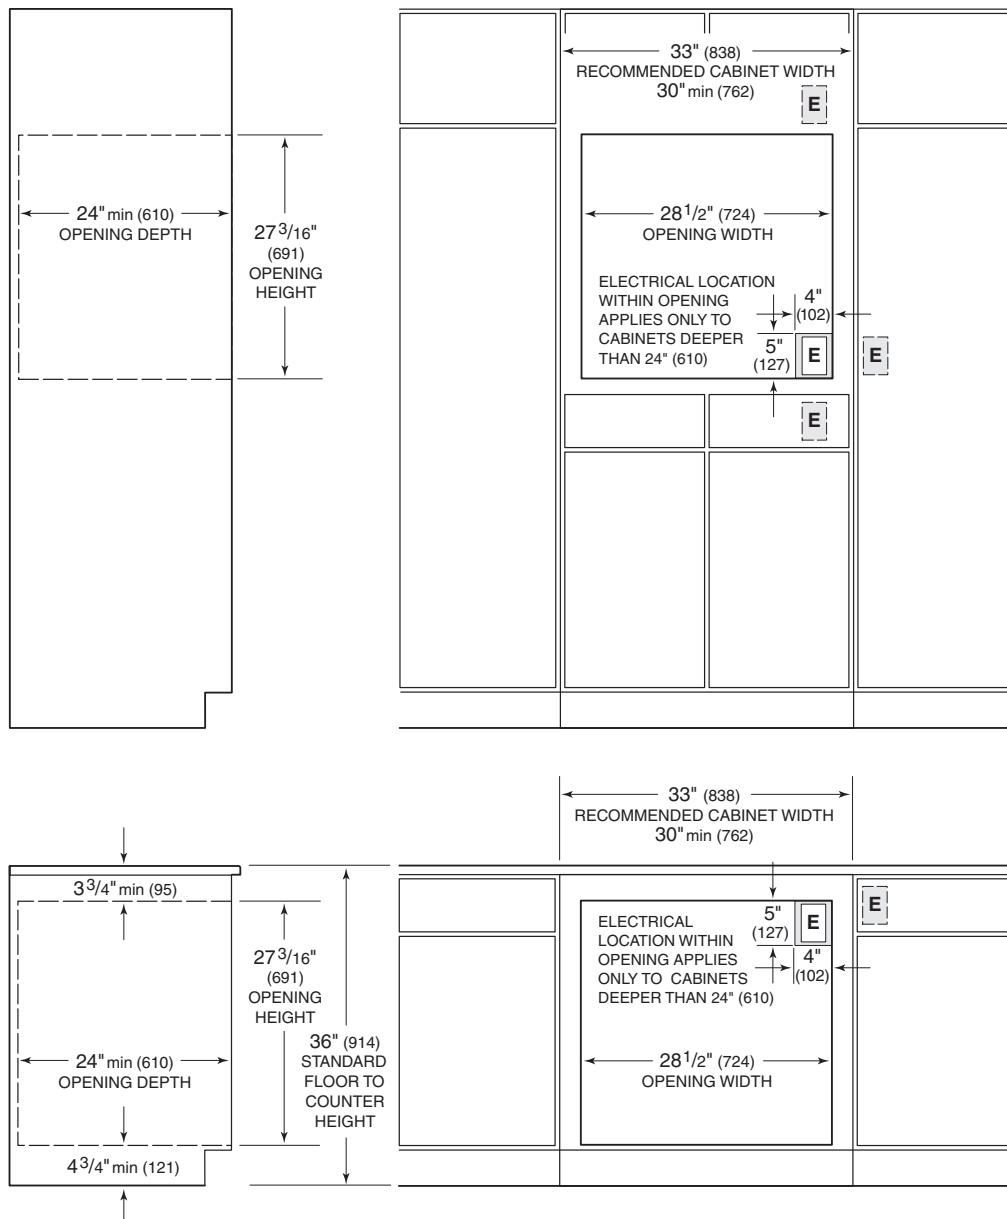 33" (838)
RECOMMENDED CABINET WIDTH
30" min (762)
E
24" min (610)
OPENING DEPTH
27 3/16"
(691)
OPENING
HEIGHT
28 1/2" (724)
OPENING WIDTH
ELECTRICAL LOCATION
WITHIN OPENING
APPLIES ONLY TO
CABINETS DEEPER
THAN 24" (610)
4"
(102)
5"
(127)
E
E
E
33" (838)
RECOMMENDED CABINET WIDTH
30" min (762)
3 3/4" min (95)
27 3/16"
(691)
OPENING
HEIGHT
36" (914)
STANDARD
FLOOR TO
COUNTER
HEIGHT
24" min (610)
OPENING DEPTH
4 3/4" min (121)
ELECTRICAL
LOCATION WITHIN
OPENING APPLIES
ONLY TO CABINETS
DEEPER THAN 24" (610)
5"
(127)
E
4"
(102)
E
28 1/2" (724)
OPENING WIDTH